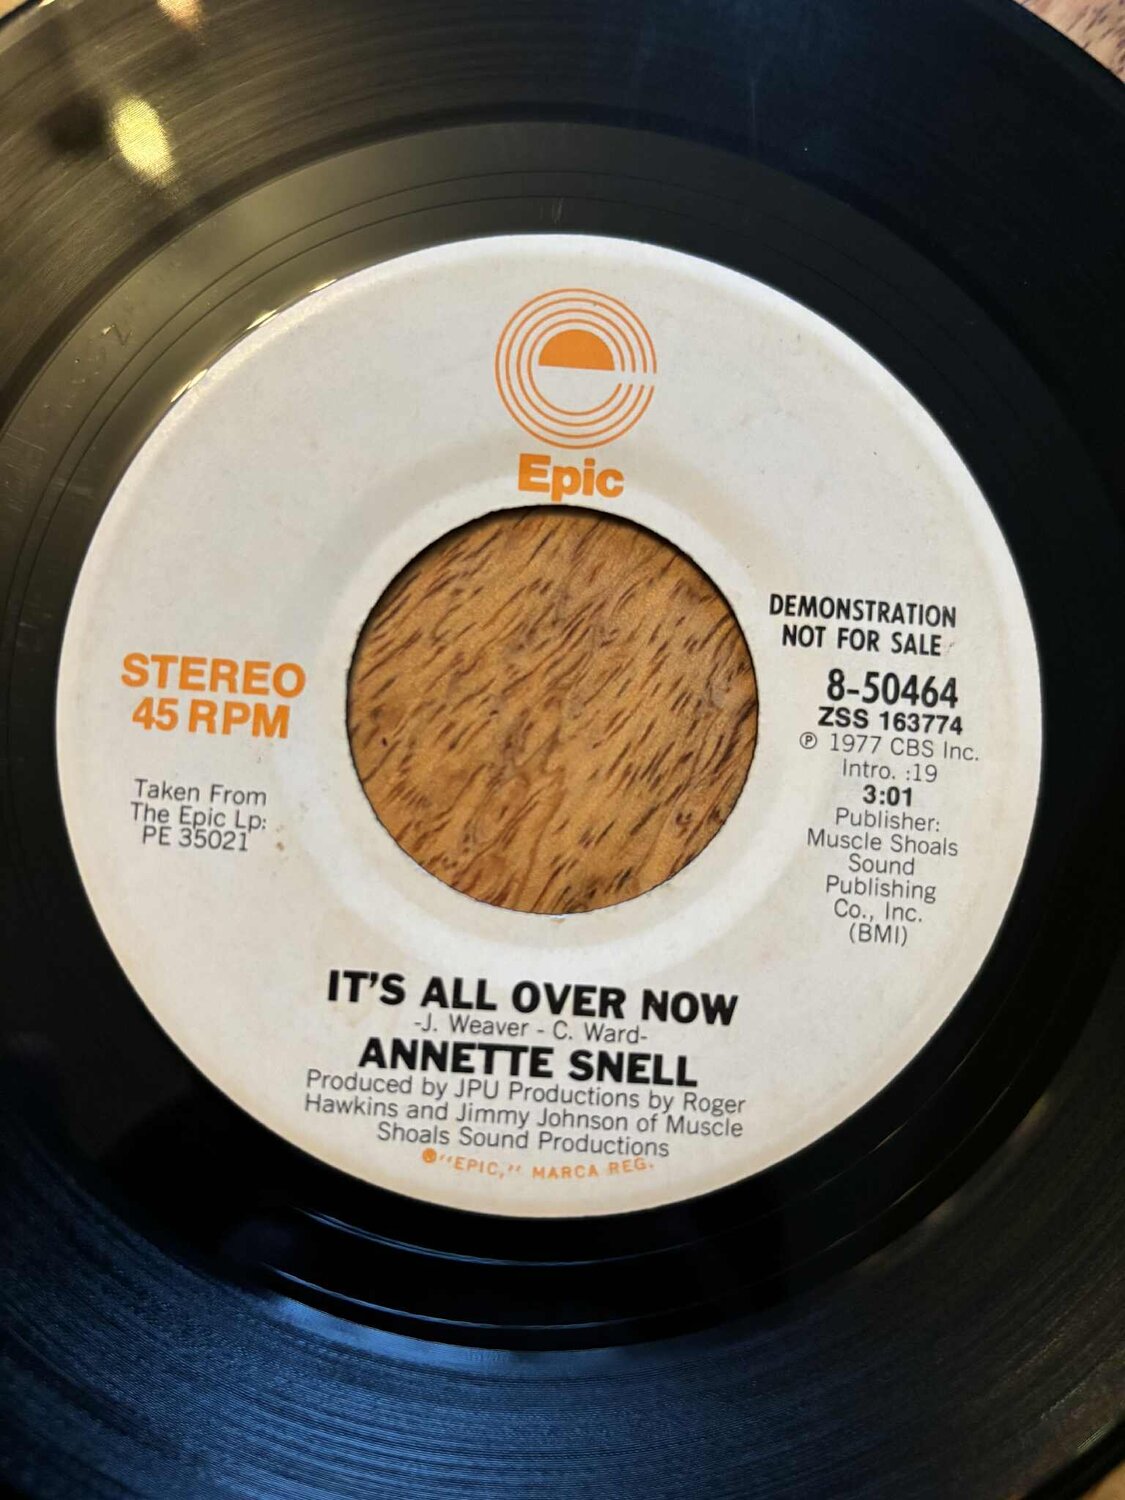 Epic
STEREO
45 RPM
Taken From
The Epic Lp:
PE 35021
DEMONSTRATION
NOT FOR SALE
8-50464
ZSS 163774
℗ 1977 CBS Inc.
Intro. :19
3:01
Publisher:
Muscle Shoals
Sound
Publishing
Co., Inc.
(BMI)
IT'S ALL OVER NOW
-J. Weaver - C. Ward-
ANNETTE SNELL
Produced by JPU Productions by Roger
Hawkins and Jimmy Johnson of Muscle
Shoals Sound Productions
"EPIC," MARCA REG.